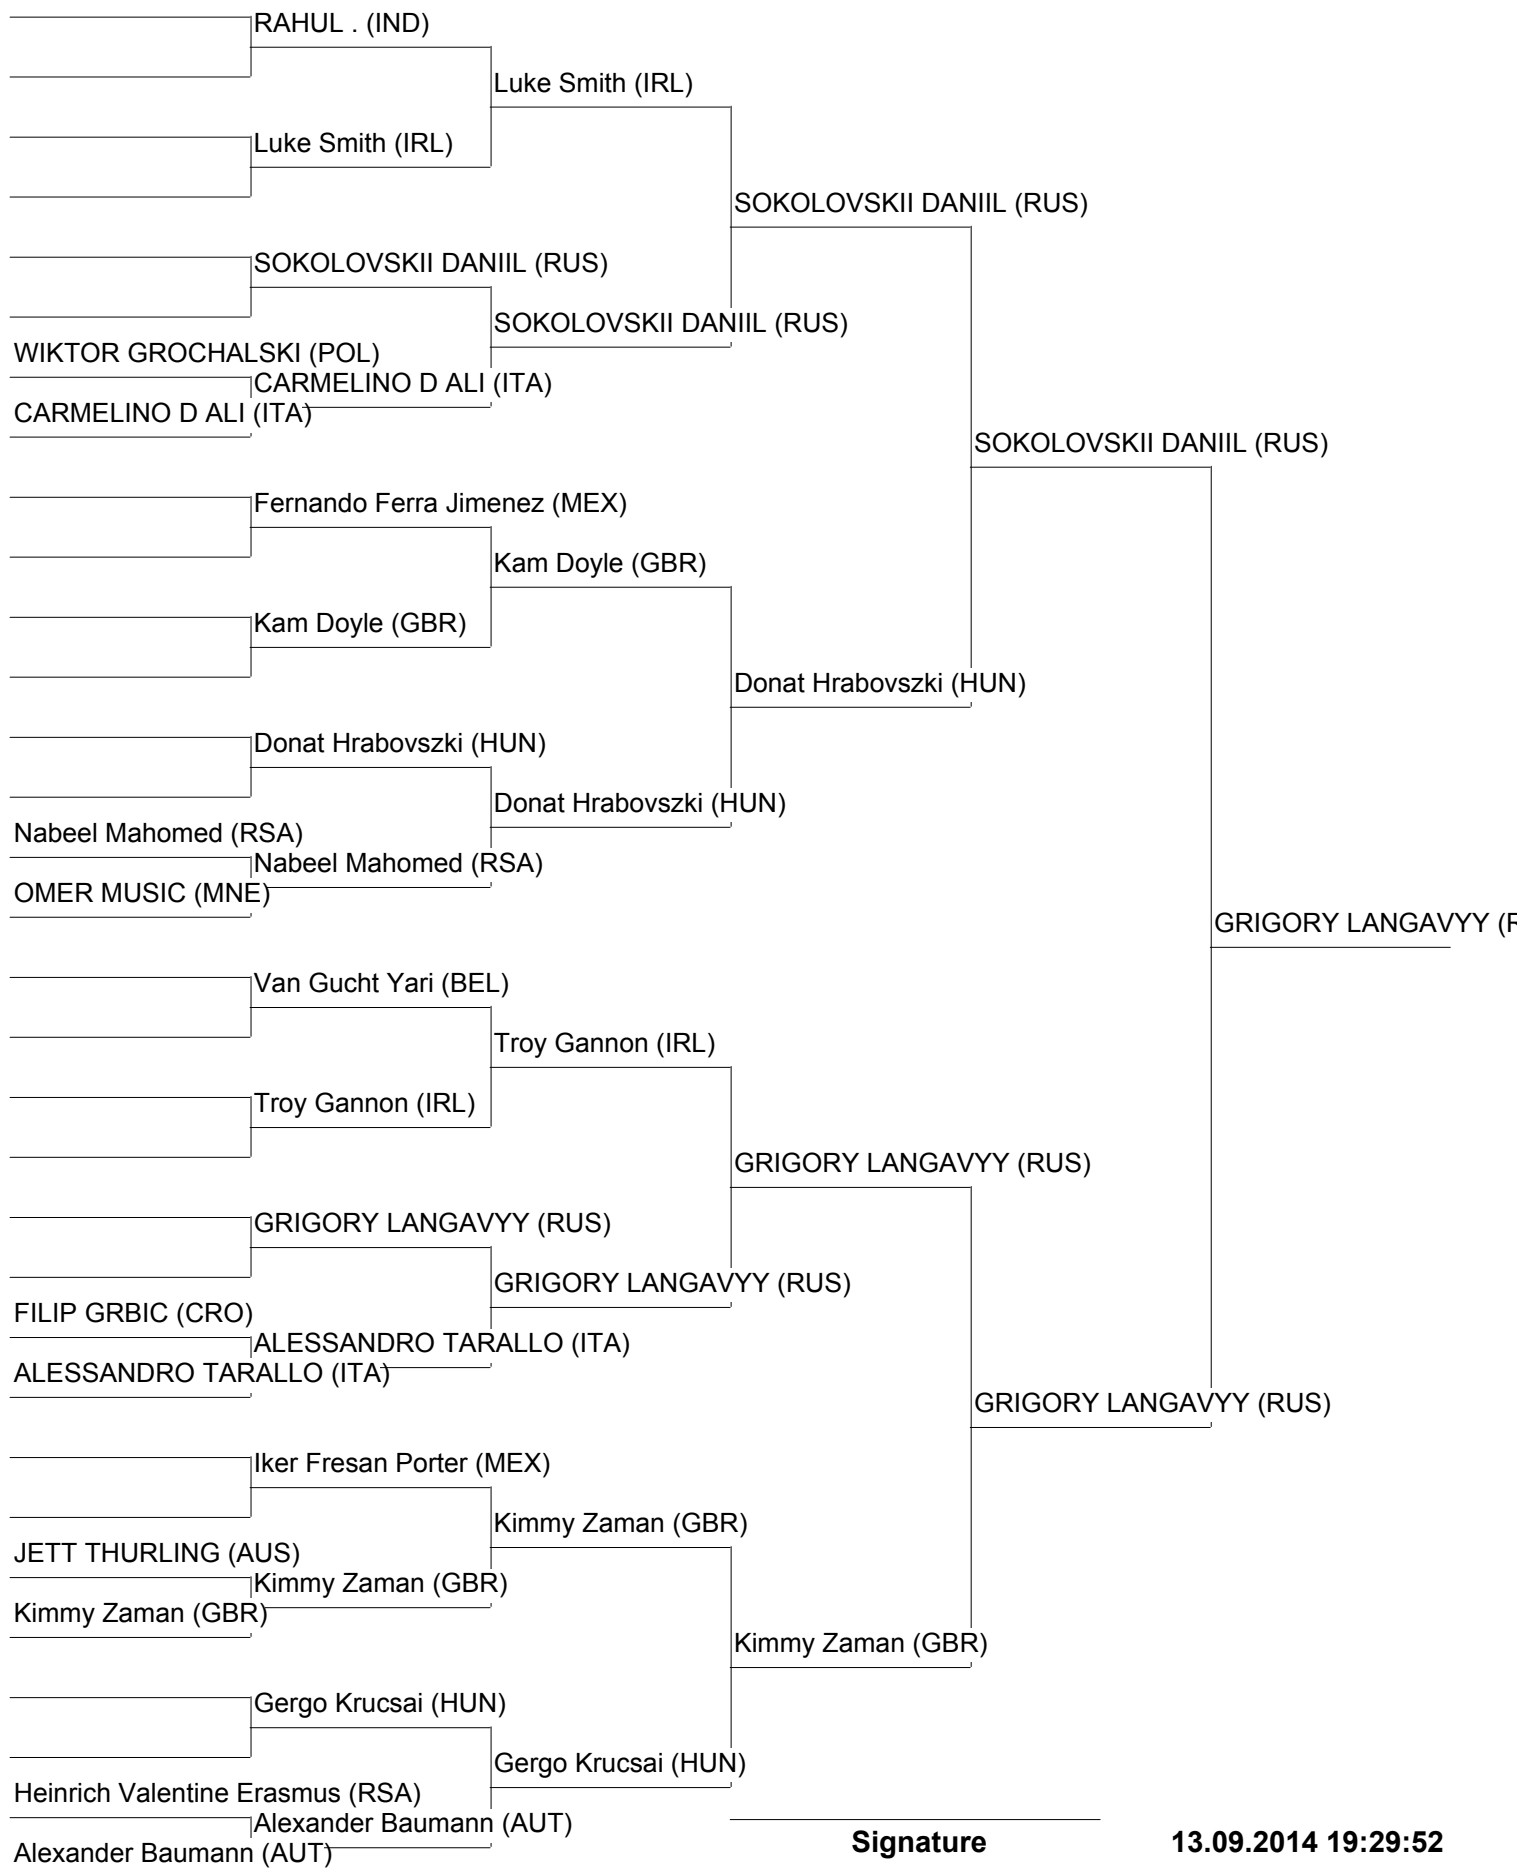 RAHUL . (IND)
Luke Smith (IRL)
Luke Smith (IRL)
SOKOLOVSKII DANIIL (RUS)
SOKOLOVSKII DANIIL (RUS)
SOKOLOVSKII DANIIL (RUS)
WIKTOR GROCHALSKI (POL)
CARMELINO D ALI (ITA)
CARMELINO D ALI (ITA)
SOKOLOVSKII DANIIL (RUS)
Fernando Ferra Jimenez (MEX)
Kam Doyle (GBR)
Kam Doyle (GBR)
Donat Hrabovszki (HUN)
Donat Hrabovszki (HUN)
Donat Hrabovszki (HUN)
Nabeel Mahomed (RSA)
Nabeel Mahomed (RSA)
OMER MUSIC (MNE)
GRIGORY LANGAVYY (R
Van Gucht Yari (BEL)
Troy Gannon (IRL)
Troy Gannon (IRL)
GRIGORY LANGAVYY (RUS)
GRIGORY LANGAVYY (RUS)
GRIGORY LANGAVYY (RUS)
FILIP GRBIC (CRO)
ALESSANDRO TARALLO (ITA)
ALESSANDRO TARALLO (ITA)
GRIGORY LANGAVYY (RUS)
Iker Fresan Porter (MEX)
Kimmy Zaman (GBR)
JETT THURLING (AUS)
Kimmy Zaman (GBR)
Kimmy Zaman (GBR)
Kimmy Zaman (GBR)
Gergo Krucsai (HUN)
Gergo Krucsai (HUN)
Heinrich Valentine Erasmus (RSA)
Alexander Baumann (AUT)
Alexander Baumann (AUT)
Signature
13.09.2014 19:29:52